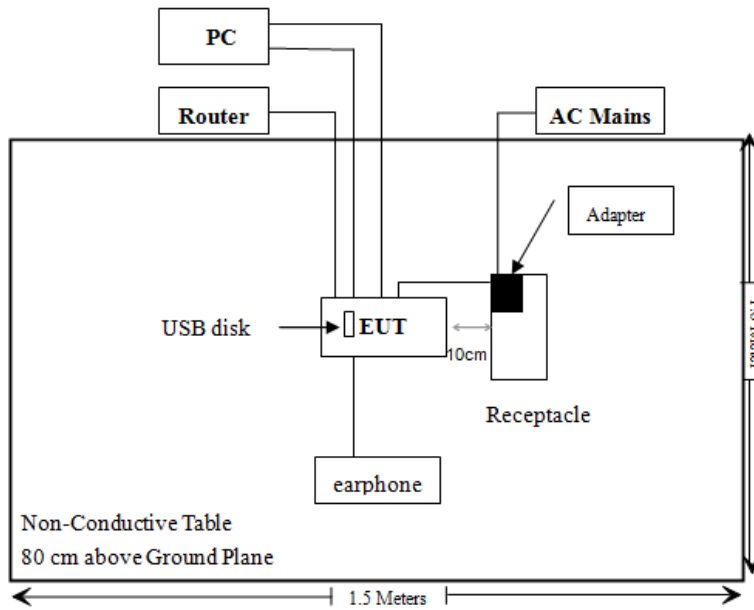 PC
Router
AC Mains
Adapter
USB disk
EUT
10cm
Receptacle
earphone
Non-Conductive Table
80 cm above Ground Plane
1.5 Meters